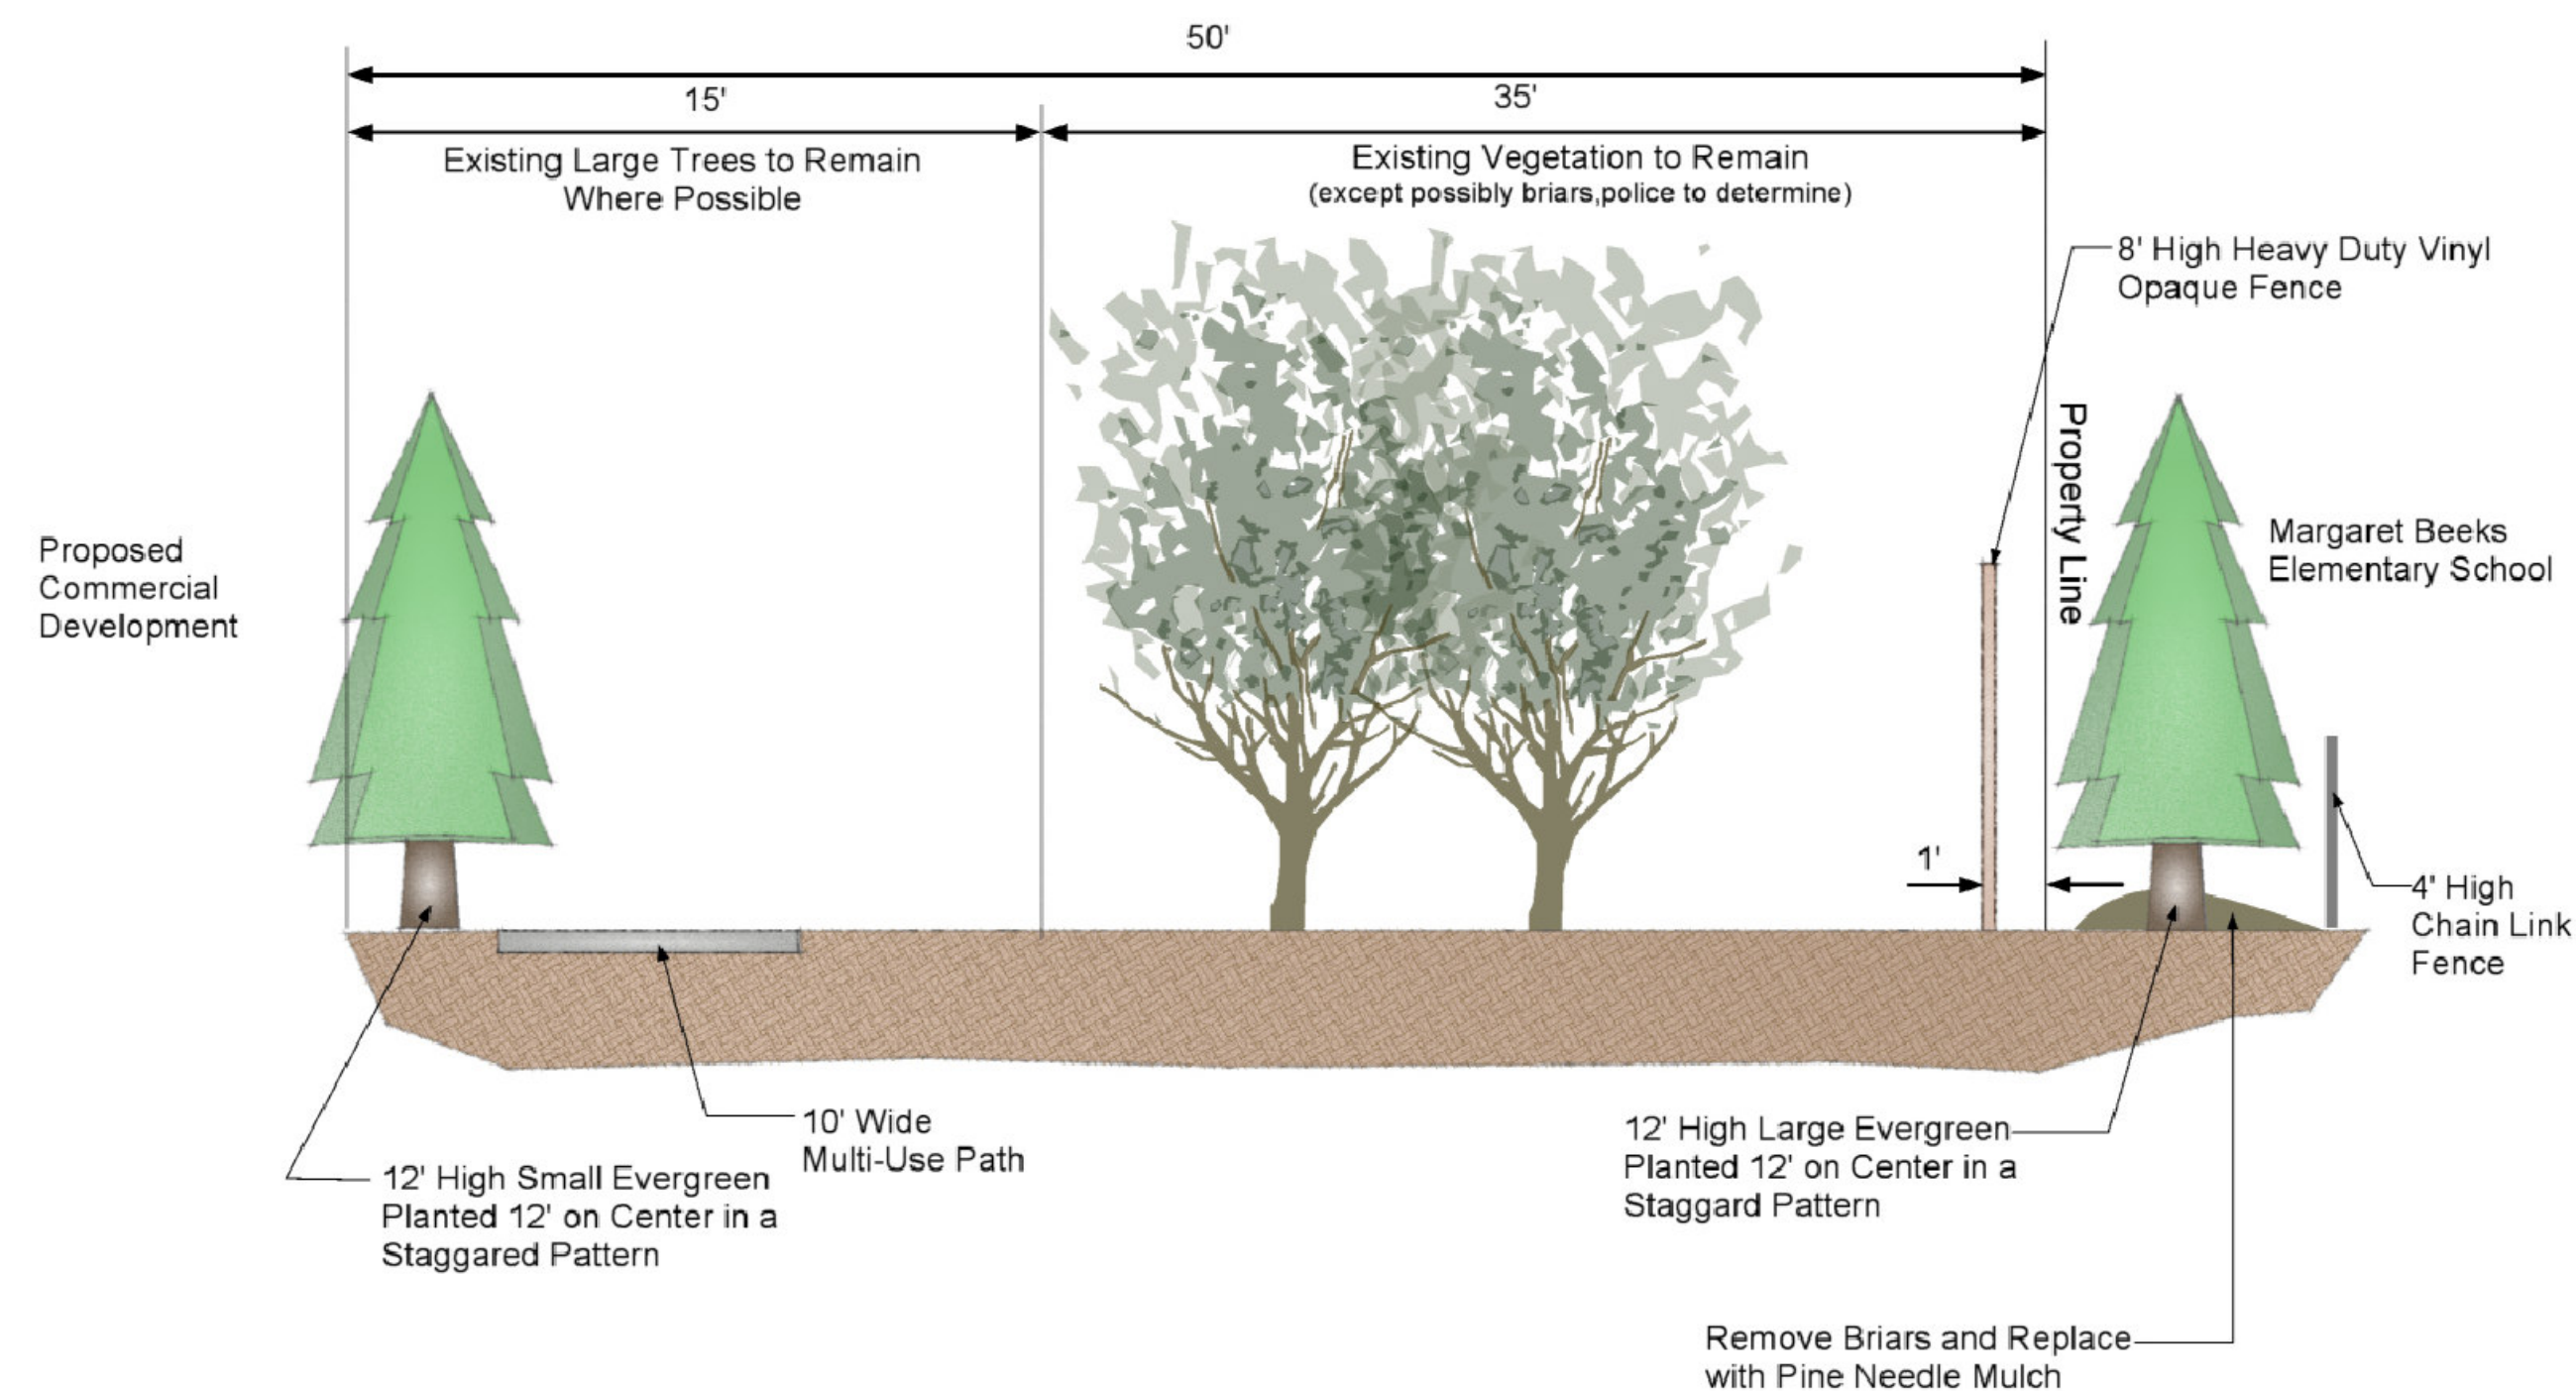 50'
15'
35'
Existing Large Trees to Remain
Where Possible
Existing Vegetation to Remain
(except possibly briars,police to determine)
8' High Heavy Duty Vinyl
Opaque Fence
Property Line
Proposed
Commercial
Development
Margaret Beeks
Elementary School
1'
4' High
Chain Link
Fence
10' Wide
Multi-Use Path
12' High Small Evergreen
Planted 12' on Center in a
Staggared Pattern
12' High Large Evergreen
Planted 12' on Center in a
Staggard Pattern
Remove Briars and Replace
with Pine Needle Mulch